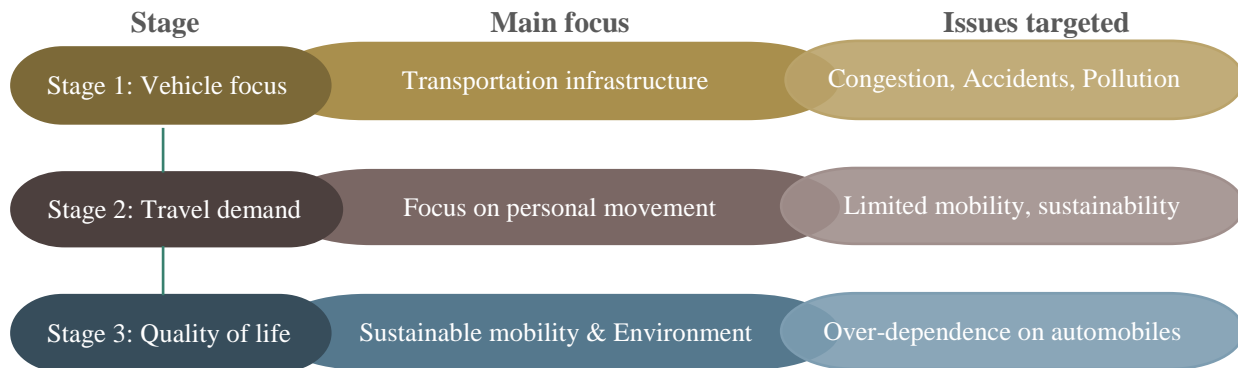 Stage Main focus Issues targeted
Stage 1: Vehicle focus Transportation infrastructure Congestion, Accidents, Pollution
Stage 2: Travel demand Focus on personal movement Limited mobility, sustainability
Stage 3: Quality of life Sustainable mobility & Environment Over-dependence on automobiles